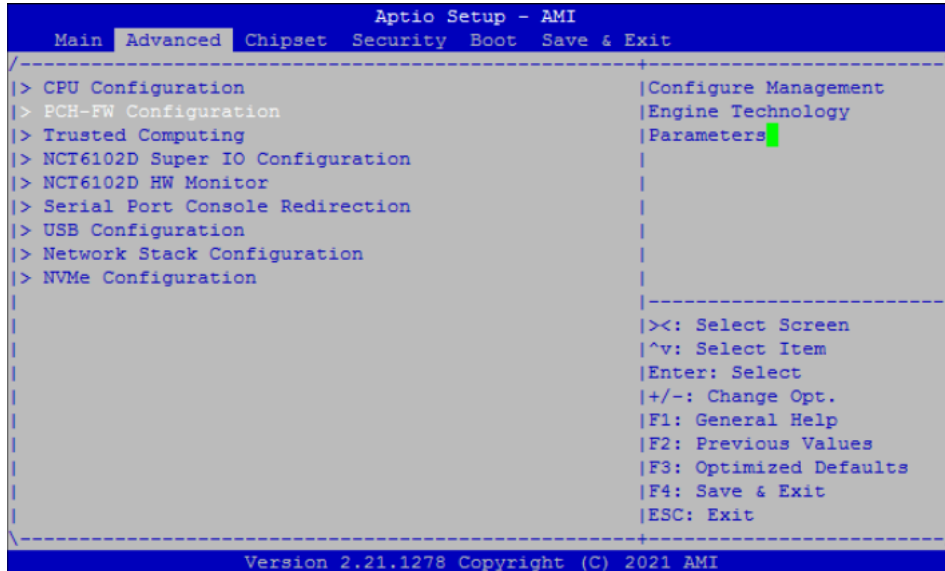 Aptio Setup - AMI
Main Advanced Chipset Security Boot Save & Exit
/----------------------------------------------------+-------------------------
|> CPU Configuration |Configure Management
|> PCH-FW Configuration |Engine Technology
|> Trusted Computing |Parameters
|> NCT6102D Super IO Configuration |
|> NCT6102D HW Monitor |
|> Serial Port Console Redirection |
|> USB Configuration |
|> Network Stack Configuration |
|> NVMe Configuration |
| |-------------------------
| |><: Select Screen
| |^v: Select Item
| |Enter: Select
| |+/-: Change Opt.
| |F1: General Help
| |F2: Previous Values
| |F3: Optimized Defaults
| |F4: Save & Exit
| |ESC: Exit
\----------------------------------------------------+-------------------------
Version 2.21.1278 Copyright (C) 2021 AMI